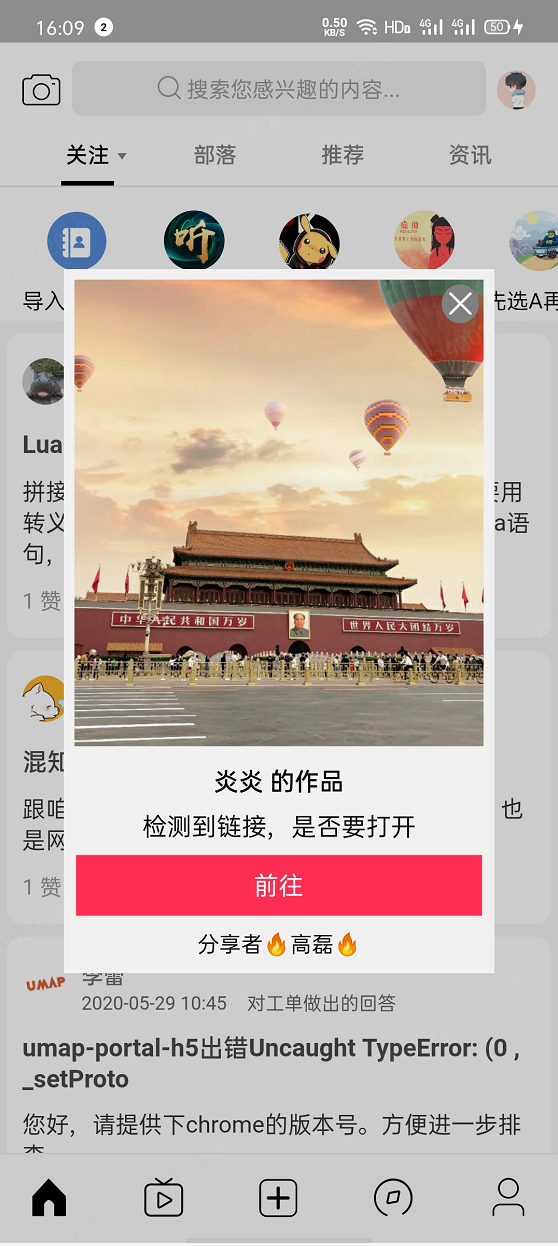 16:09 2 0.50 KB/S HD 4G 4G 50
搜索您感兴趣的内容...
关注 部落 推荐 资讯
听
导入 先选A再
Lua
拼接 要用
转义 a语
句，
1 赞
中华人民共和国万岁 世界人民大团结万岁
混知
跟咱 也
是网
1 赞
炎炎 的作品
检测到链接，是否要打开
前往
分享者🔥高磊🔥
UMAP 李蕾
2020-05-29 10:45 对工单做出的回答
umap-portal-h5出错Uncaught TypeError: (0 ,
_setProto
您好，请提供下chrome的版本号。方便进一步排
查